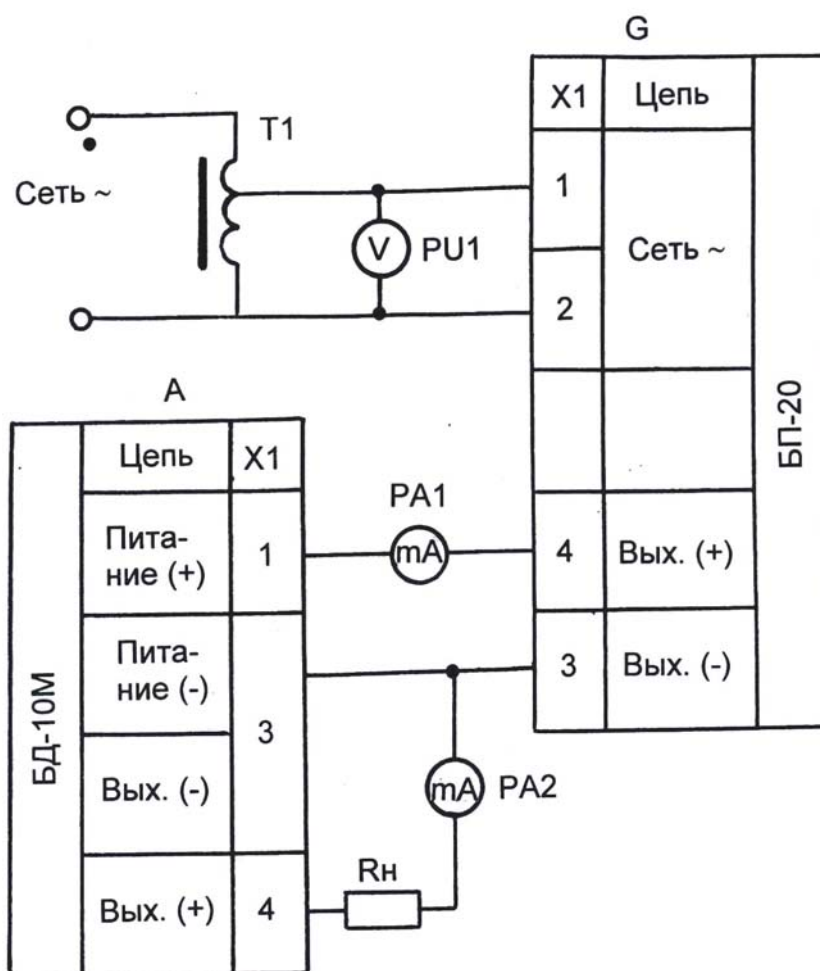 G
X1
Цепь
T1
Сеть ~
1
V
PU1
Сеть ~
2
A
БП-20
Цепь
X1
PA1
Пита-
ние (+)
1
mA
4
Вых. (+)
Пита-
ние (-)
3
Вых. (-)
3
БД-10М
mA
PA2
Вых. (-)
Rн
Вых. (+)
4